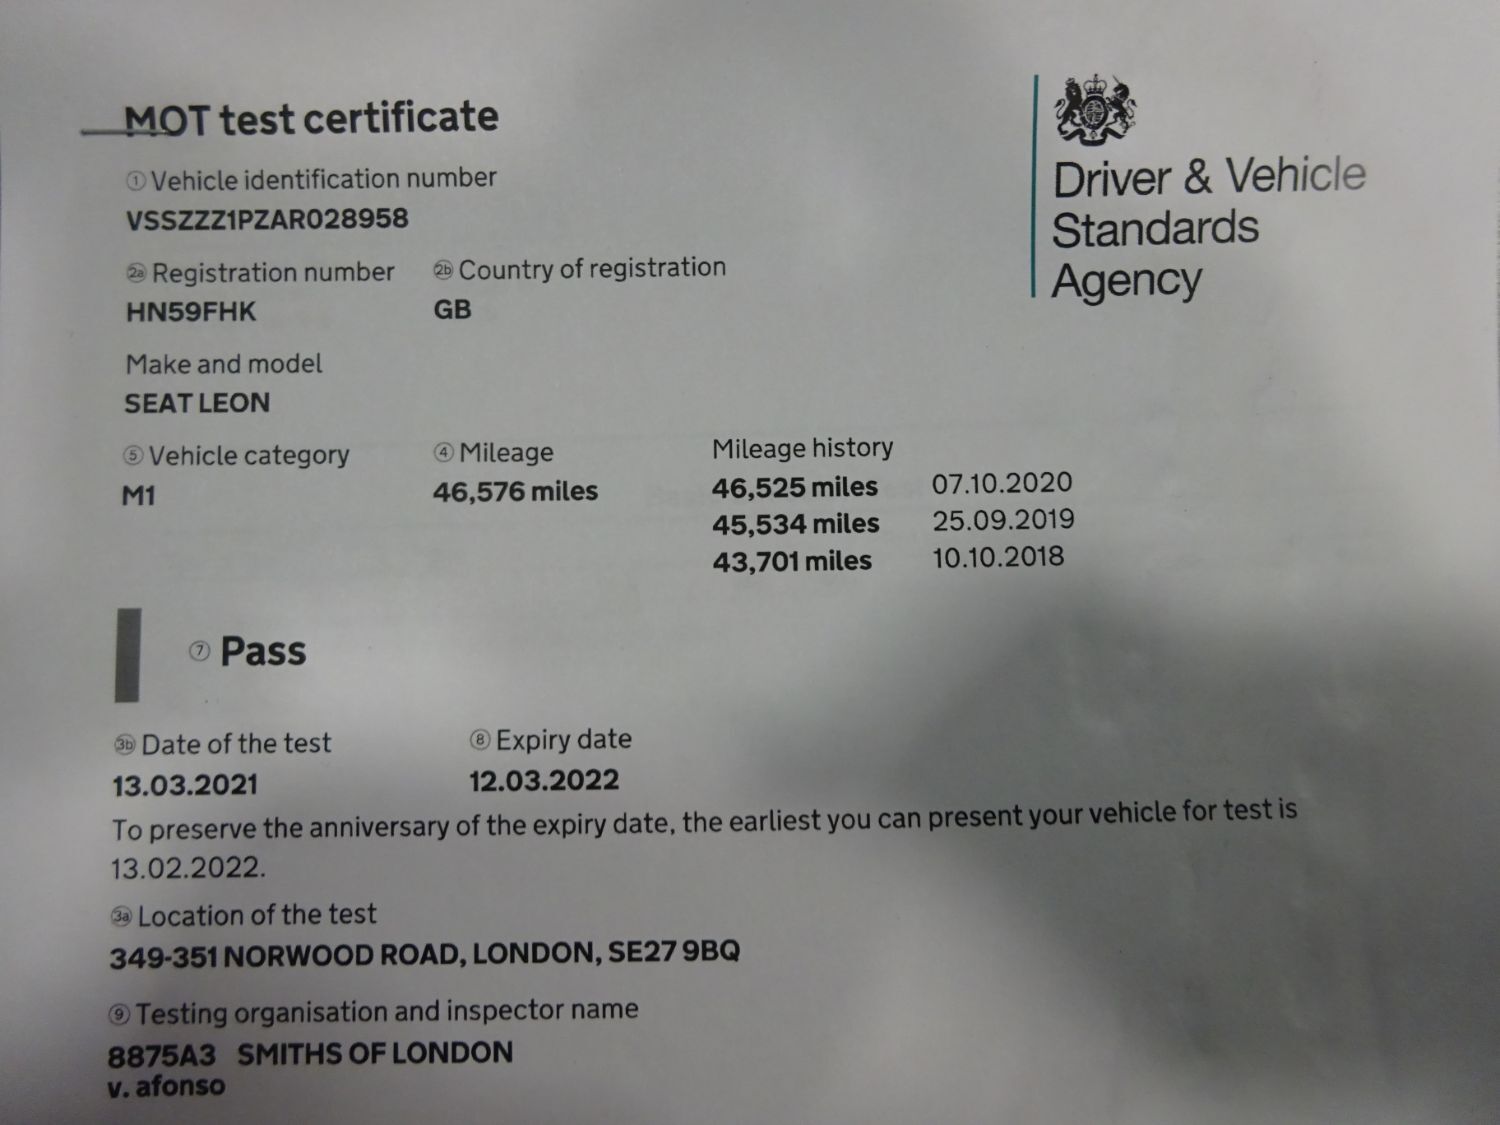 MOT test certificate
Driver & Vehicle
Standards
Agency
① Vehicle identification number
VSSZZZ1PZAR028958
2a Registration number 2b Country of registration
HN59FHK GB
Make and model
SEAT LEON
⑤ Vehicle category ④ Mileage Mileage history
M1 46,576 miles 46,525 miles 07.10.2020
45,534 miles 25.09.2019
43,701 miles 10.10.2018
⑦ Pass
3b Date of the test ⑧ Expiry date
13.03.2021 12.03.2022
To preserve the anniversary of the expiry date, the earliest you can present your vehicle for test is
13.02.2022.
3a Location of the test
349-351 NORWOOD ROAD, LONDON, SE27 9BQ
⑨ Testing organisation and inspector name
8875A3 SMITHS OF LONDON
v. afonso